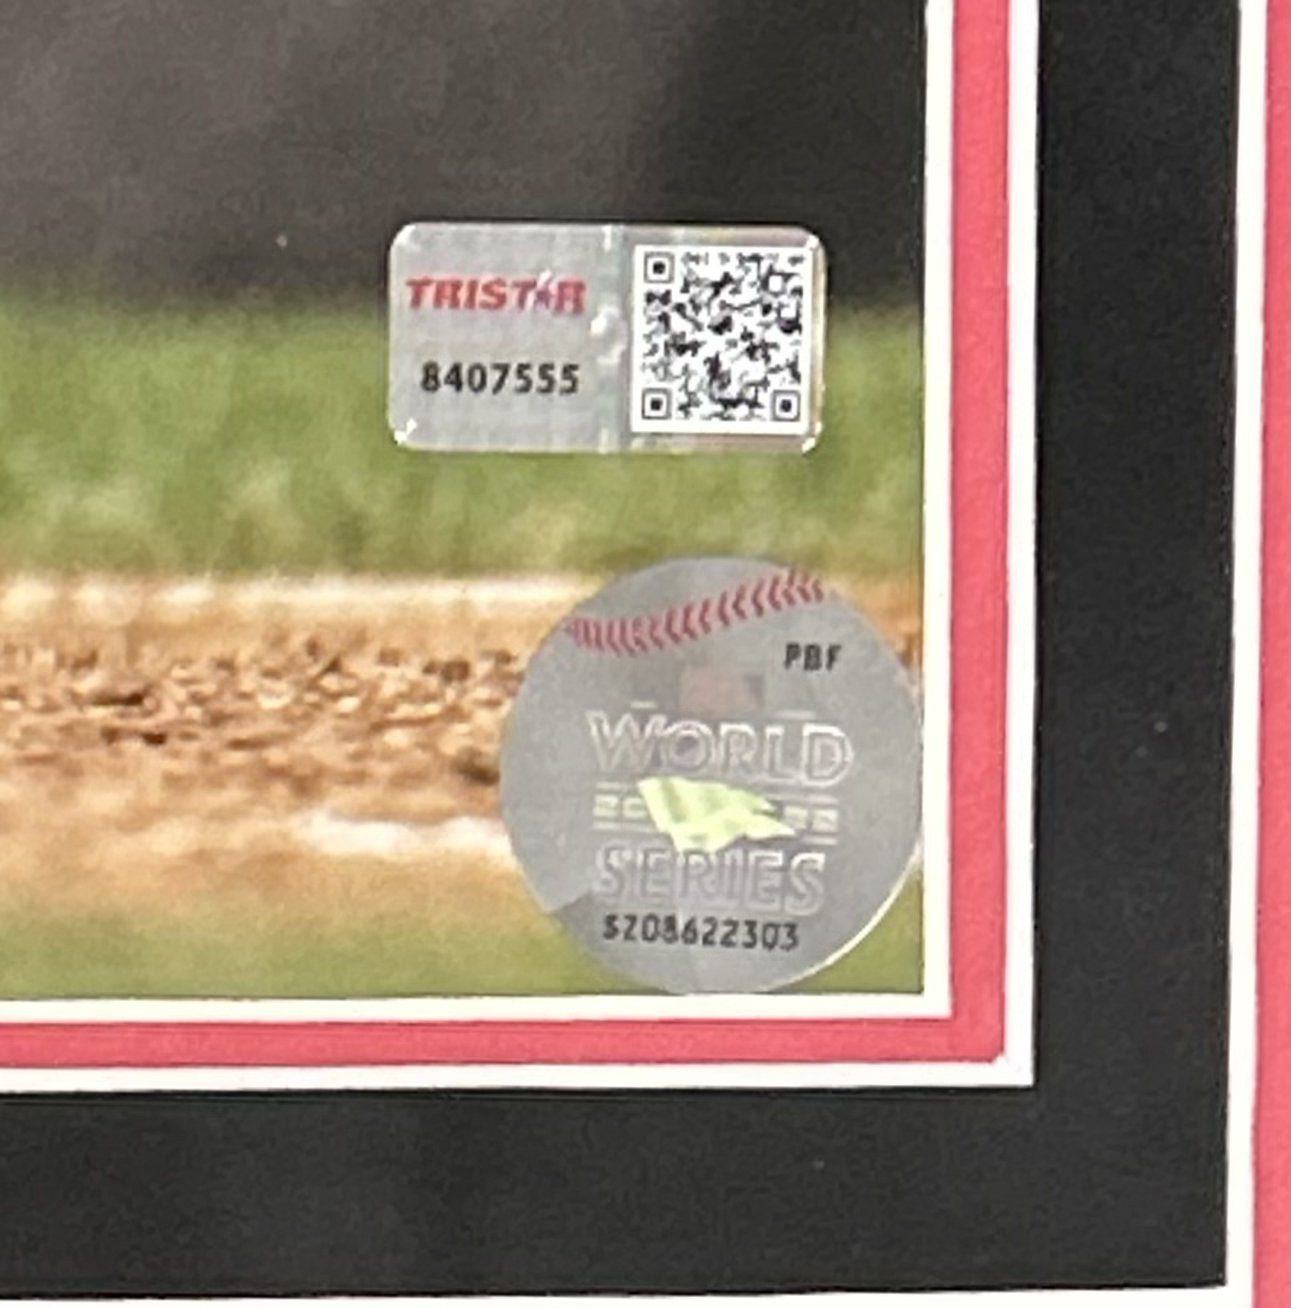 TRISTAR
8407555
PBF
WORLD
SERIES
SZ08622303